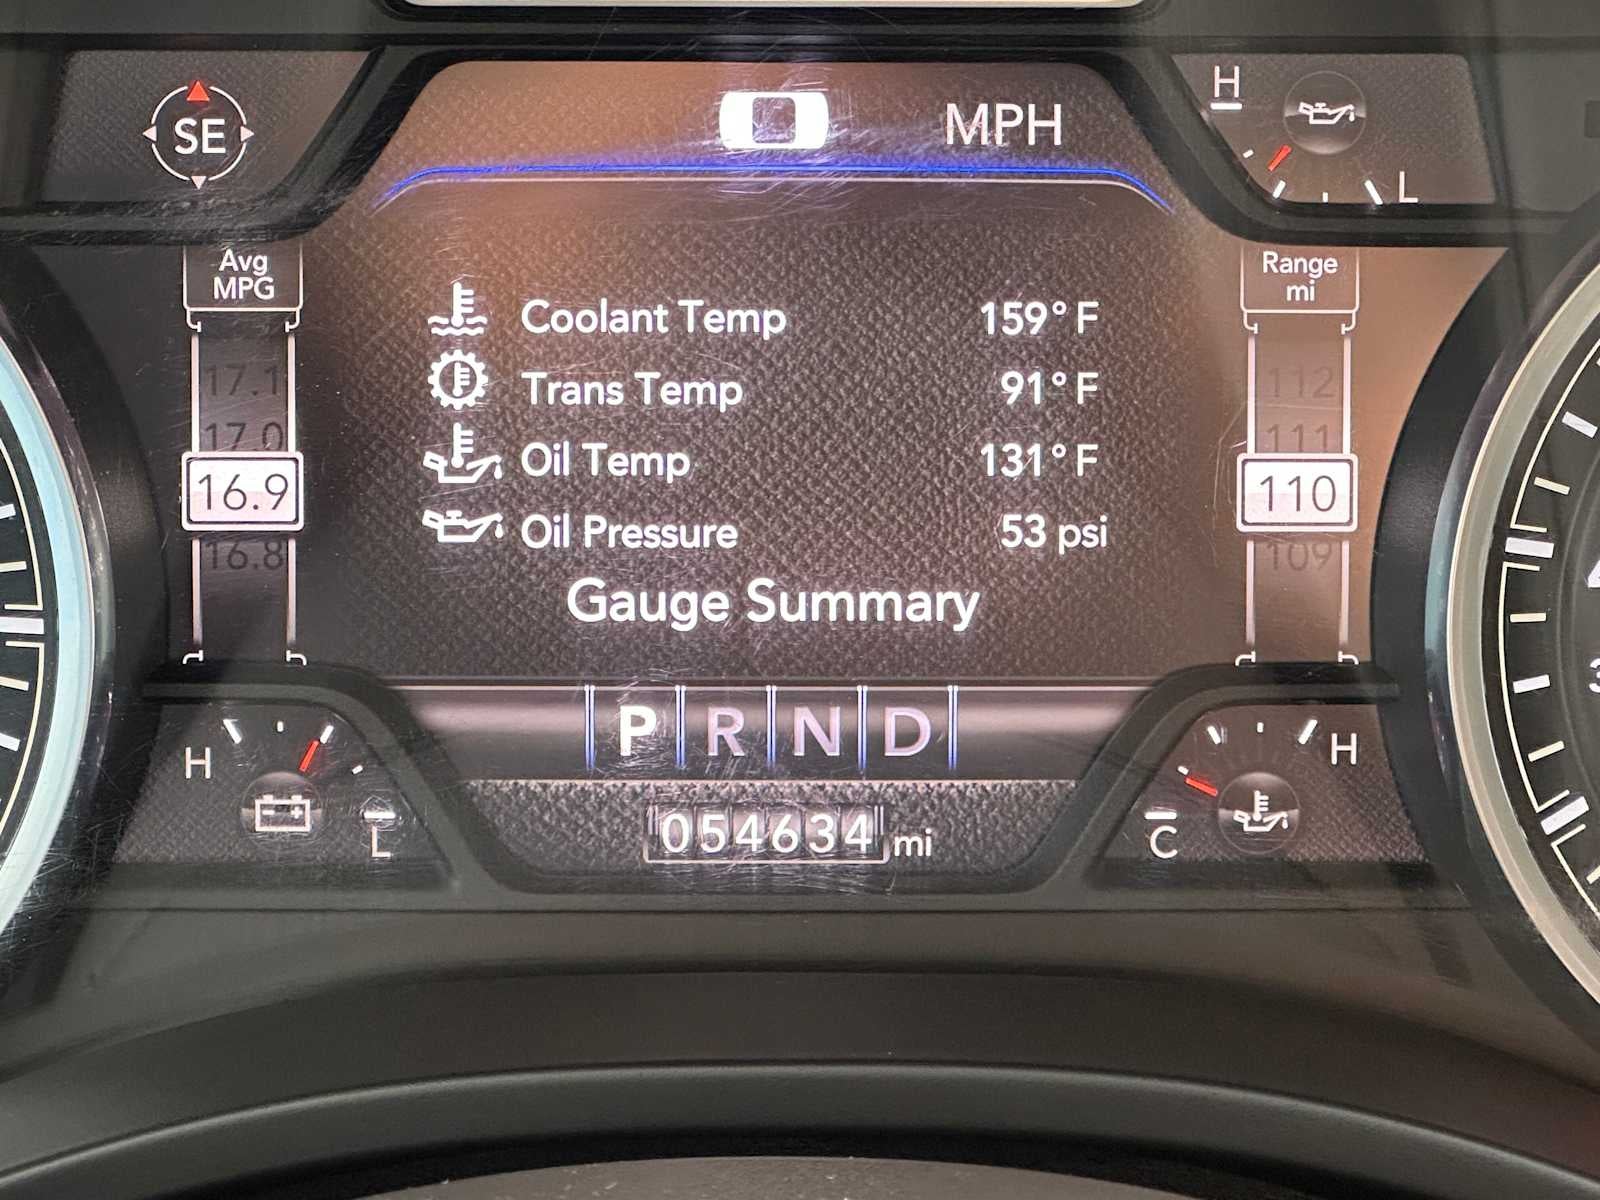 0 MPH
SE
H
L
Avg
MPG
17.1
17.0
16.9
16.8
Coolant Temp 159° F
Trans Temp 91° F
Oil Temp 131° F
Oil Pressure 53 psi
Gauge Summary
Range
mi
112
111
110
109
P R N D
H
L
054634 mi
C
H